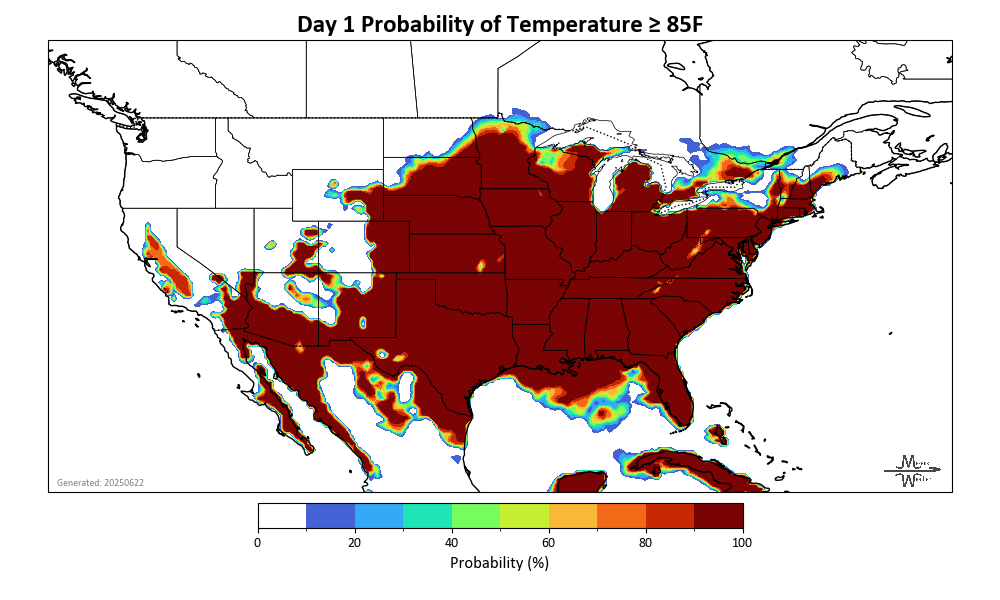 Day 1 Probability of Temperature ≥ 85F
Generated: 20250622
0 20 40 60 80 100
Probability (%)